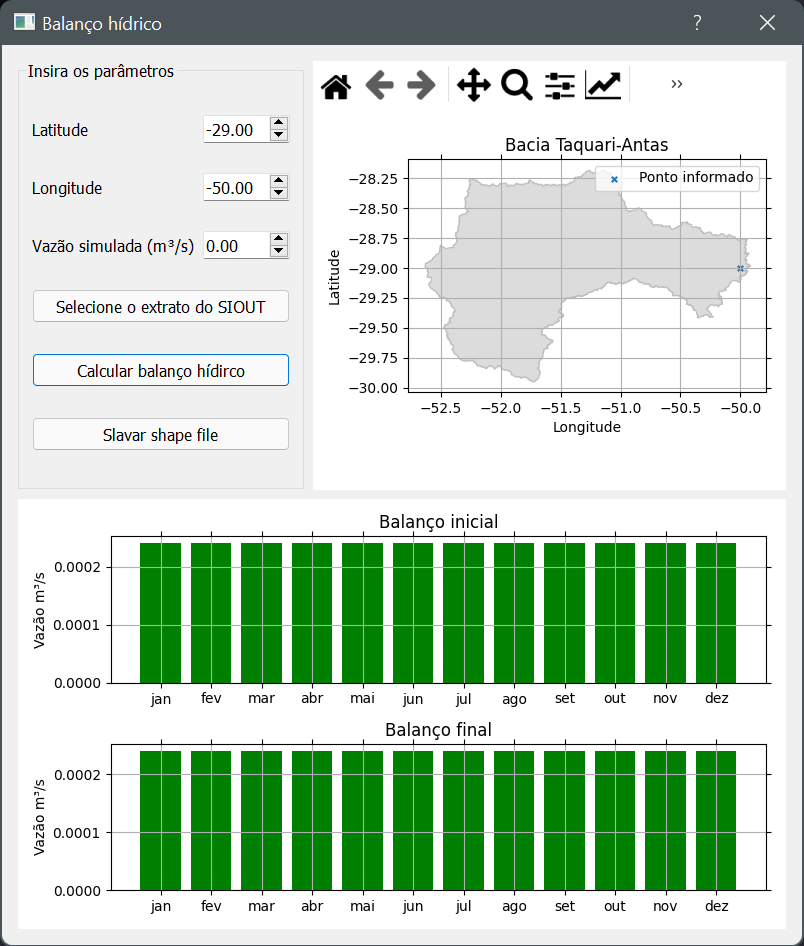 Balanço hídrico
?
Insira os parâmetros
Latitude
-29.00
Longitude
-50.00
Vazão simulada (m³/s)
0.00
Selecione o extrato do SIOUT
Calcular balanço hídirco
Slavar shape file
Bacia Taquari-Antas
Ponto informado
−28.25
−28.50
−28.75
−29.00
−29.25
−29.50
−29.75
−30.00
Latitude
−52.5 −52.0 −51.5 −51.0 −50.5 −50.0
Longitude
Balanço inicial
Vazão m³/s
0.0002
0.0001
0.0000
jan fev mar abr mai jun jul ago set out nov dez
Balanço final
Vazão m³/s
0.0002
0.0001
0.0000
jan fev mar abr mai jun jul ago set out nov dez